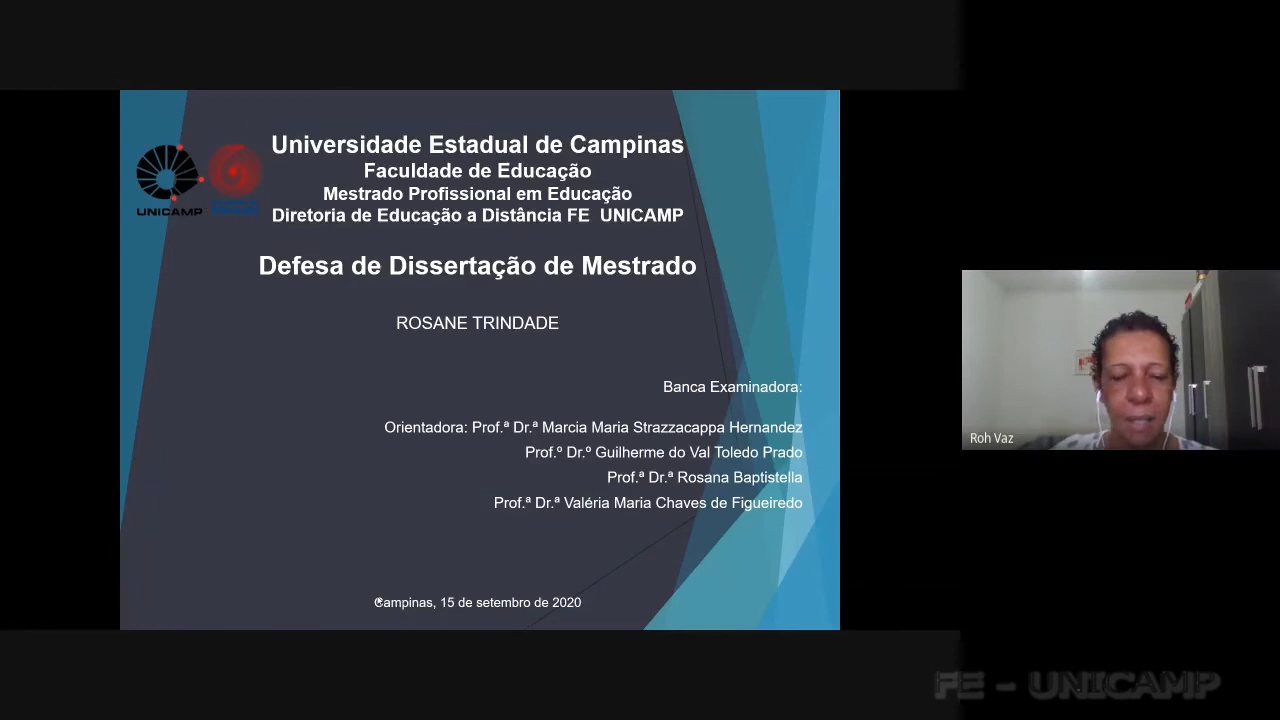 Universidade Estadual de Campinas
Faculdade de Educação
Mestrado Profissional em Educação
Diretoria de Educação a Distância FE UNICAMP
UNICAMP
Defesa de Dissertação de Mestrado
ROSANE TRINDADE
Banca Examinadora:
Orientadora: Prof.ª Dr.ª Marcia Maria Strazzacappa Hernandez
Prof.º Dr.º Guilherme do Val Toledo Prado
Prof.ª Dr.ª Rosana Baptistella
Prof.ª Dr.ª Valéria Maria Chaves de Figueiredo
Campinas, 15 de setembro de 2020
Roh Vaz
FE - UNICAMP